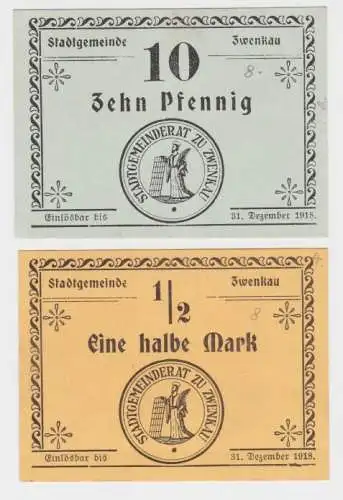 Stadtgemeinde Zwenkau
10
Zehn Pfennig
8.-
STADTGEMEINDERAT ZU ZWENKAU
Einlösbar bis 31. Dezember 1918.
Stadtgemeinde Zwenkau
1/2
8
Eine halbe Mark
STADTGEMEINDERAT ZU ZWENKAU
Einlösbar bis 31. Dezember 1918.